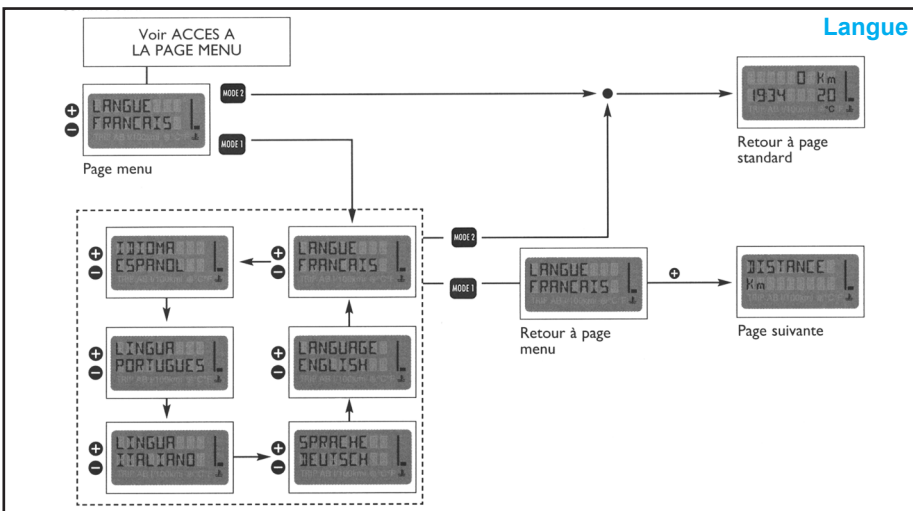 Langue
Voir ACCES A
LA PAGE MENU
LANGUE
FRANCAIS
Page menu
MODE 2
MODE 1
0 Km
1934 20
°C
Retour à page
standard
IDIOMA
ESPANOL
LANGUE
FRANCAIS
MODE 2
MODE 1
LANGUE
FRANCAIS
Retour à page
menu
DISTANCE
Km
Page suivante
LINGUA
PORTUGUES
LANGUAGE
ENGLISH
LINGUA
ITALIANO
SPRACHE
DEUTSCH